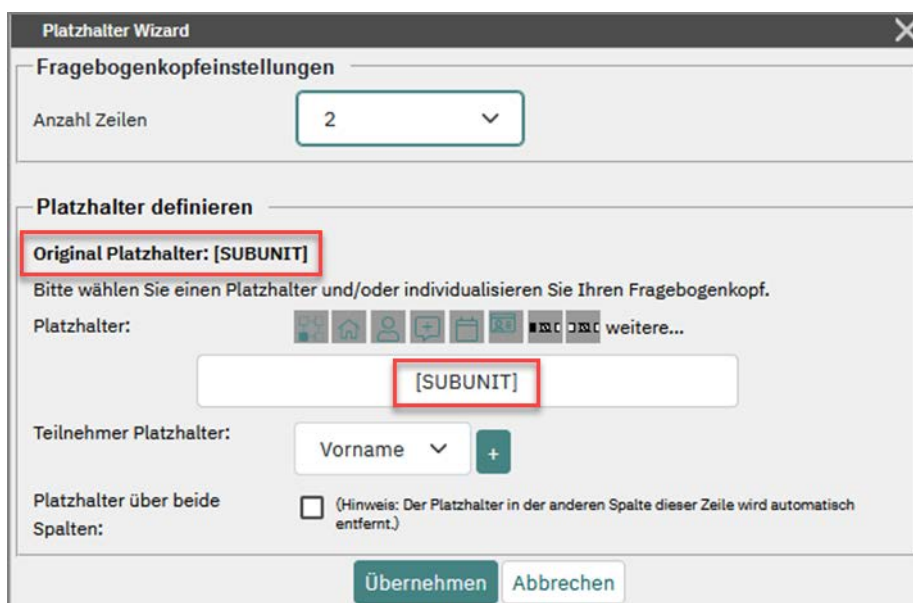 Platzhalter Wizard
Fragebogenkopfeinstellungen
Anzahl Zeilen
2
Platzhalter definieren
Original Platzhalter: [SUBUNIT]
Bitte wählen Sie einen Platzhalter und/oder individualisieren Sie Ihren Fragebogenkopf.
Platzhalter:
weitere...
[SUBUNIT]
Teilnehmer Platzhalter:
Vorname
+
Platzhalter über beide
Spalten:
(Hinweis: Der Platzhalter in der anderen Spalte dieser Zeile wird automatisch
entfernt.)
Übernehmen Abbrechen